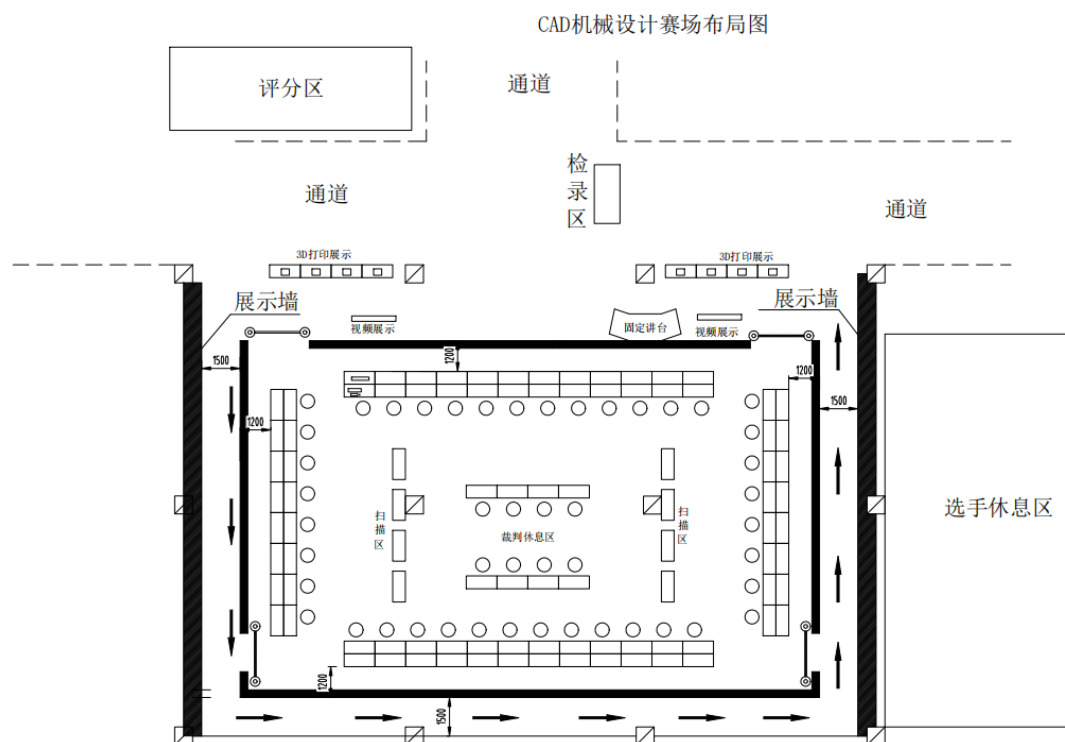 CAD机械设计赛场布局图
评分区
通道
检录区
通道
通道
3D打印展示
3D打印展示
展示墙
展示墙
视频展示
固定讲台
视频展示
1500
1200
1200
1500
1200
扫描区
裁判休息区
扫描区
选手休息区
1200
1500